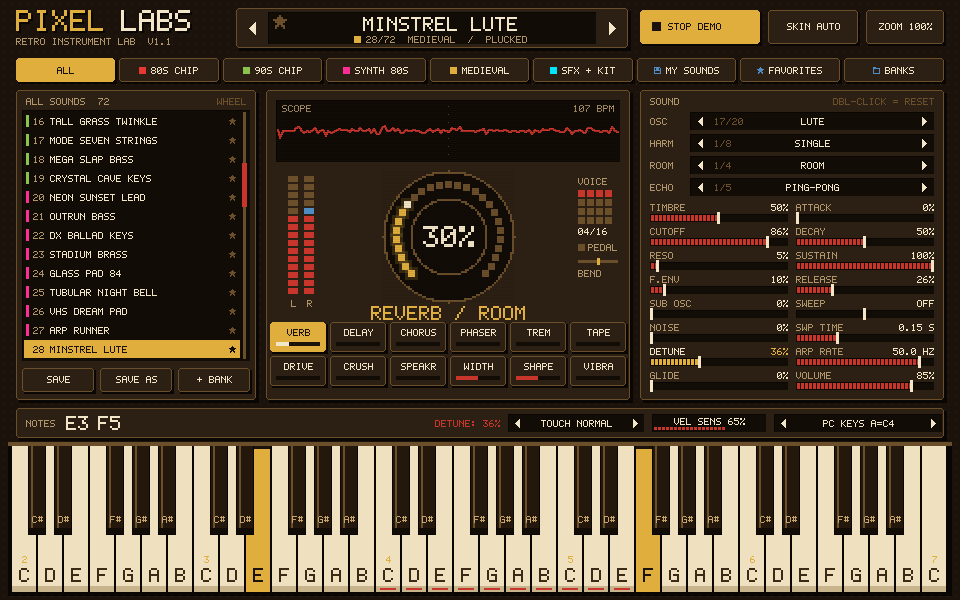 PIXEL LABS
RETRO INSTRUMENT LAB V1.1
MINSTREL LUTE
28/72 MEDIEVAL / PLUCKED
STOP DEMO
SKIN AUTO
ZOOM 100%
ALL
80S CHIP
90S CHIP
SYNTH 80S
MEDIEVAL
SFX + KIT
MY SOUNDS
FAVORITES
BANKS
ALL SOUNDS 72
WHEEL
16 TALL GRASS TWINKLE
17 MODE SEVEN STRINGS
18 MEGA SLAP BASS
19 CRYSTAL CAVE KEYS
20 NEON SUNSET LEAD
21 OUTRUN BASS
22 DX BALLAD KEYS
23 STADIUM BRASS
24 GLASS PAD 84
25 TUBULAR NIGHT BELL
26 VHS DREAM PAD
27 ARP RUNNER
28 MINSTREL LUTE
SAVE
SAVE AS
+ BANK
SCOPE
107 BPM
L R
30%
VOICE
04/16
PEDAL
BEND
REVERB / ROOM
VERB
DELAY
CHORUS
PHASER
TREM
TAPE
DRIVE
CRUSH
SPEAKR
WIDTH
SHAPE
VIBRA
SOUND
DBL-CLICK = RESET
OSC 17/20 LUTE
HARM 1/8 SINGLE
ROOM 1/4 ROOM
ECHO 1/5 PING-PONG
TIMBRE 50% ATTACK 0%
CUTOFF 86% DECAY 50%
RESO 5% SUSTAIN 100%
F.ENV 10% RELEASE 26%
SUB OSC 0% SWEEP OFF
NOISE 0% SWP TIME 0.15 S
DETUNE 36% ARP RATE 50.0 HZ
GLIDE 0% VOLUME 85%
NOTES E3 F5
DETUNE: 36%
TOUCH NORMAL
VEL SENS 65%
PC KEYS A=C4
C# D# F# G# A# C# D# F# G# A# C# D# F# G# A# C# D# F# G# A# C# D# F# G# A#
2 3 4 5 6 7
C D E F G A B C D E F G A B C D E F G A B C D E F G A B C D E F G A B C